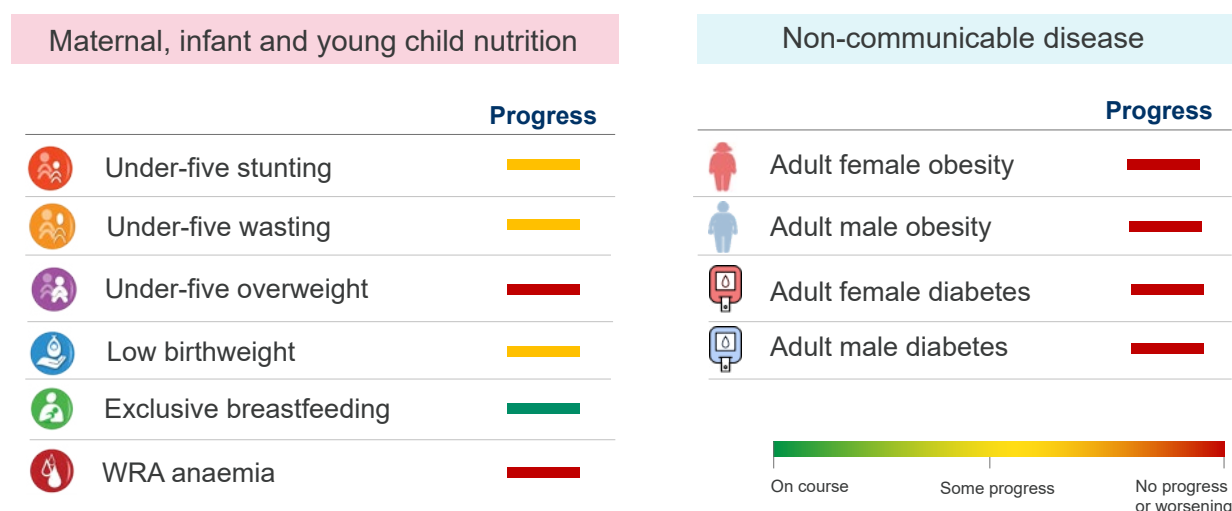 Maternal, infant and young child nutrition
Progress
Under-five stunting
Under-five wasting
Under-five overweight
Low birthweight
Exclusive breastfeeding
WRA anaemia
Non-communicable disease
Progress
Adult female obesity
Adult male obesity
Adult female diabetes
Adult male diabetes
On course
Some progress
No progress
or worsening